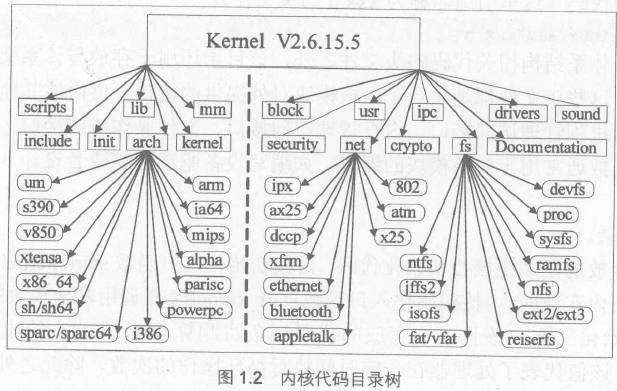 Kernel V2.6.15.5
scripts
lib
mm
block
usr
ipc
drivers
sound
include
init
arch
kernel
security
net
crypto
fs
Documentation
um
s390
v850
xtensa
x86_64
sh/sh64
sparc/sparc64
i386
arm
ia64
mips
alpha
parisc
powerpc
ipx
ax25
dccp
xfrm
ethernet
bluetooth
appletalk
802
atm
x25
ntfs
jffs2
isofs
fat/vfat
devfs
proc
sysfs
ramfs
nfs
ext2/ext3
reiserfs
图 1.2 内核代码目录树